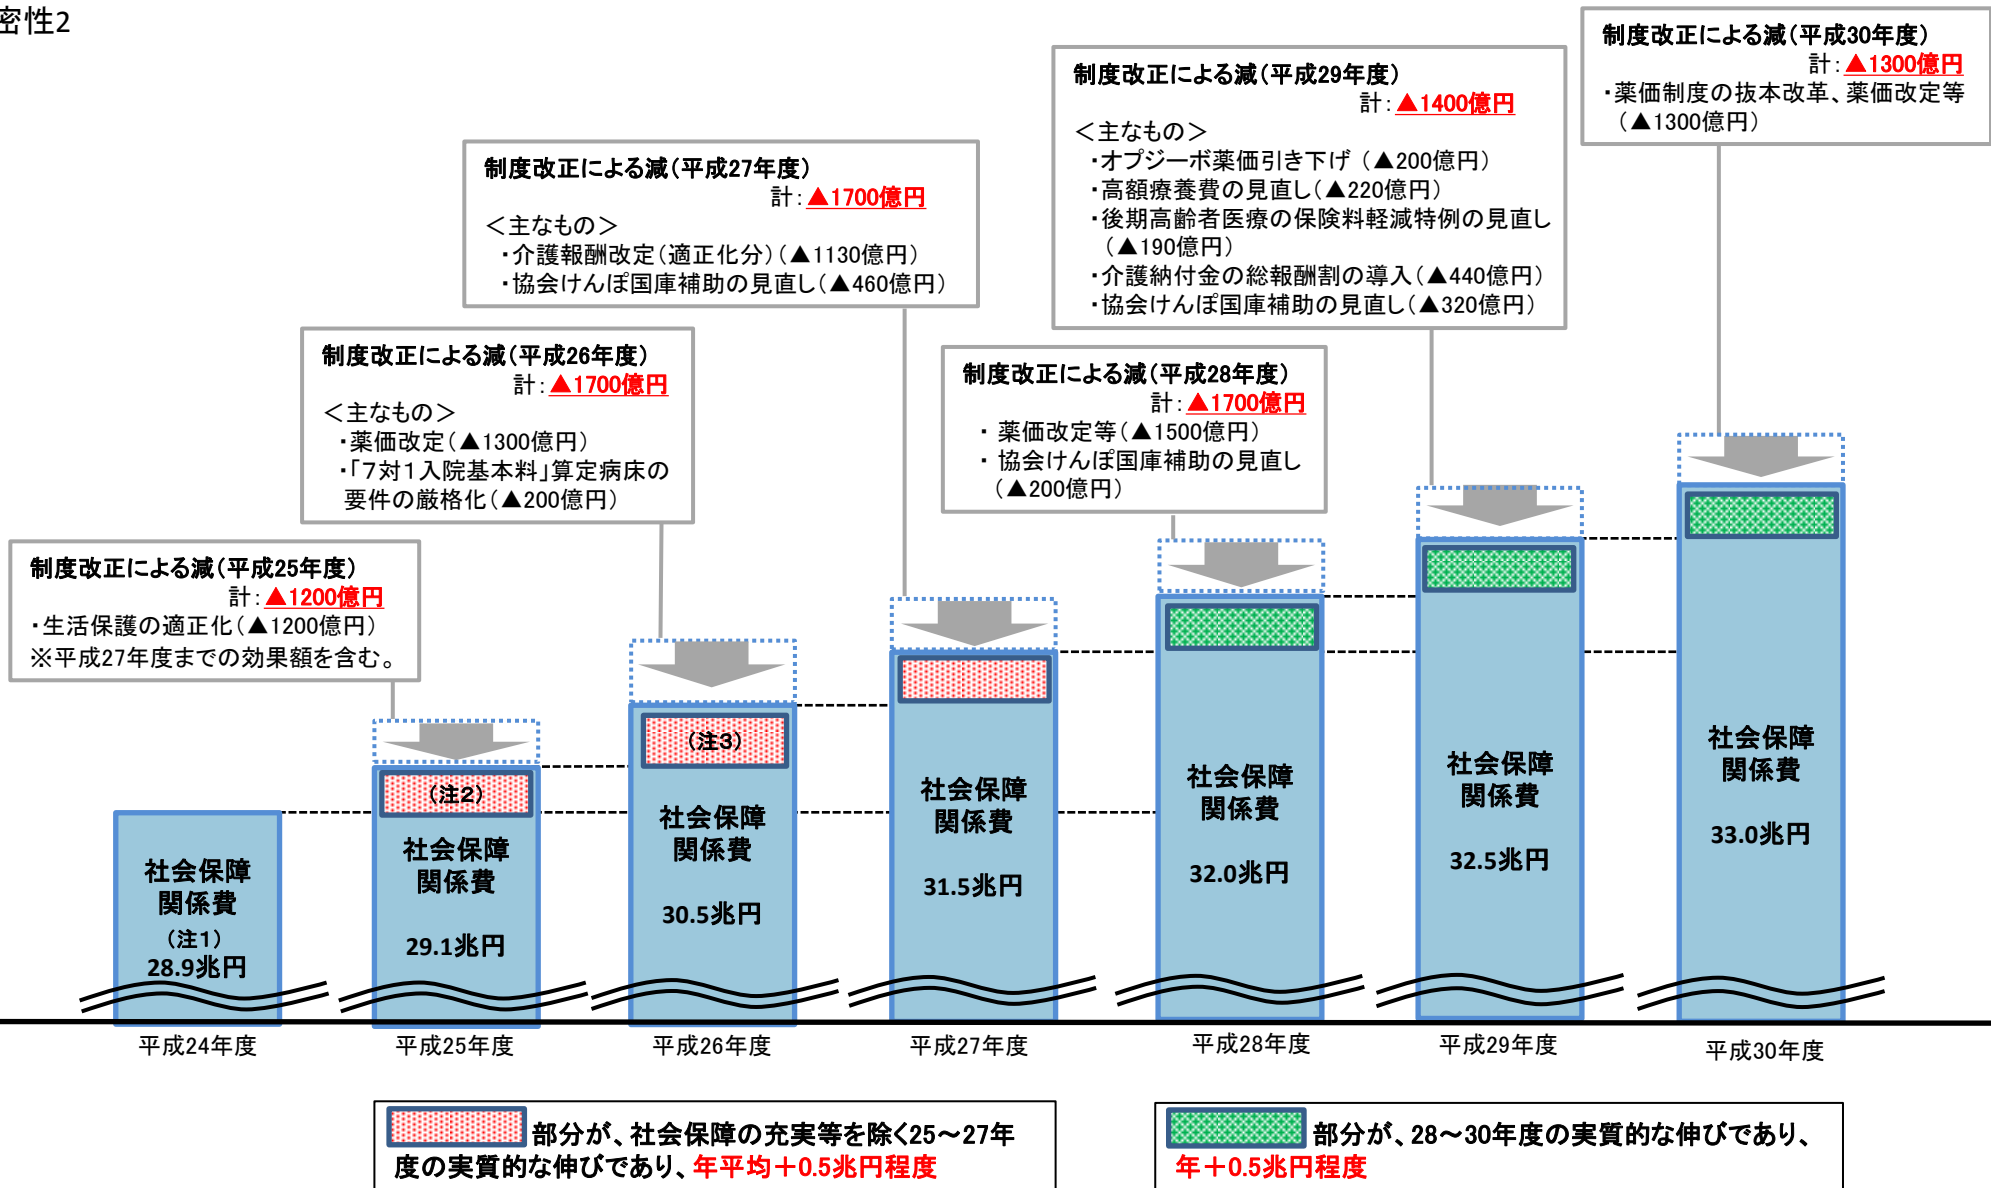 密性2
制度改正による減(平成30年度)
計:▲1300億円
・薬価制度の抜本改革、薬価改定等
(▲1300億円)
制度改正による減(平成29年度)
計:▲1400億円
＜主なもの＞
・オプジーボ薬価引き下げ (▲200億円)
・高額療養費の見直し(▲220億円)
・後期高齢者医療の保険料軽減特例の見直し
(▲190億円)
・介護納付金の総報酬割の導入(▲440億円)
・協会けんぽ国庫補助の見直し(▲320億円)
制度改正による減(平成27年度)
計:▲1700億円
＜主なもの＞
・介護報酬改定(適正化分)(▲1130億円)
・協会けんぽ国庫補助の見直し(▲460億円)
制度改正による減(平成26年度)
計:▲1700億円
＜主なもの＞
・薬価改定(▲1300億円)
・「7対1入院基本料」算定病床の
要件の厳格化(▲200億円)
制度改正による減(平成28年度)
計:▲1700億円
・ 薬価改定等(▲1500億円)
・ 協会けんぽ国庫補助の見直し
(▲200億円)
制度改正による減(平成25年度)
計:▲1200億円
・生活保護の適正化(▲1200億円)
※平成27年度までの効果額を含む。
社会保障
関係費
(注1)
28.9兆円
(注2)
社会保障
関係費
29.1兆円
(注3)
社会保障
関係費
30.5兆円
社会保障
関係費
31.5兆円
社会保障
関係費
32.0兆円
社会保障
関係費
32.5兆円
社会保障
関係費
33.0兆円
平成24年度
平成25年度
平成26年度
平成27年度
平成28年度
平成29年度
平成30年度
部分が、社会保障の充実等を除く25～27年
度の実質的な伸びであり、年平均＋0.5兆円程度
部分が、28～30年度の実質的な伸びであり、
年＋0.5兆円程度